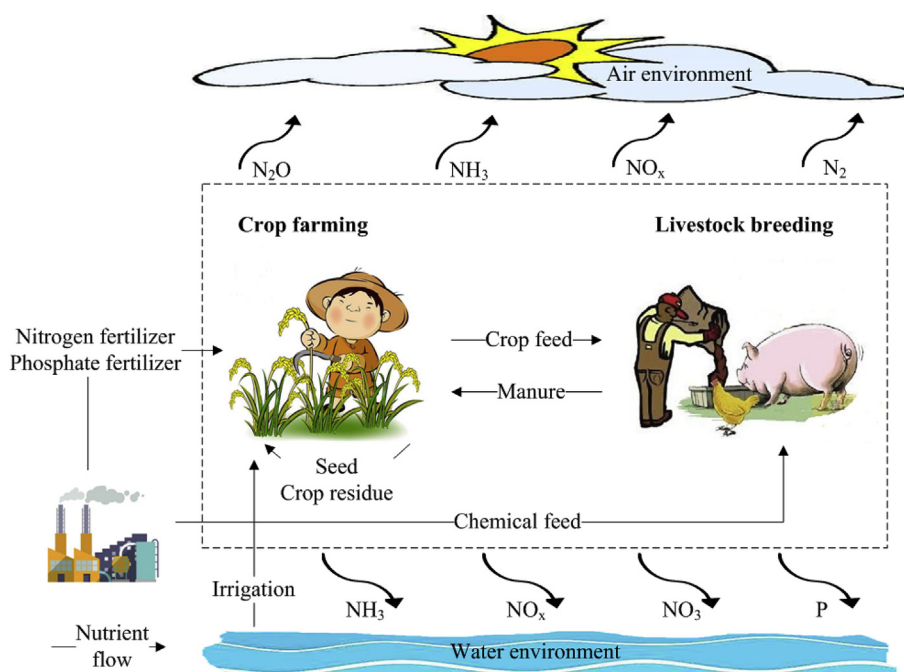 Air environment
N₂O
NH₃
NOₓ
N₂
Crop farming
Livestock breeding
Nitrogen fertilizer
Phosphate fertilizer
Crop feed
Manure
Seed
Crop residue
Chemical feed
Irrigation
NH₃
NOₓ
NO₃
P
Nutrient
flow
Water environment